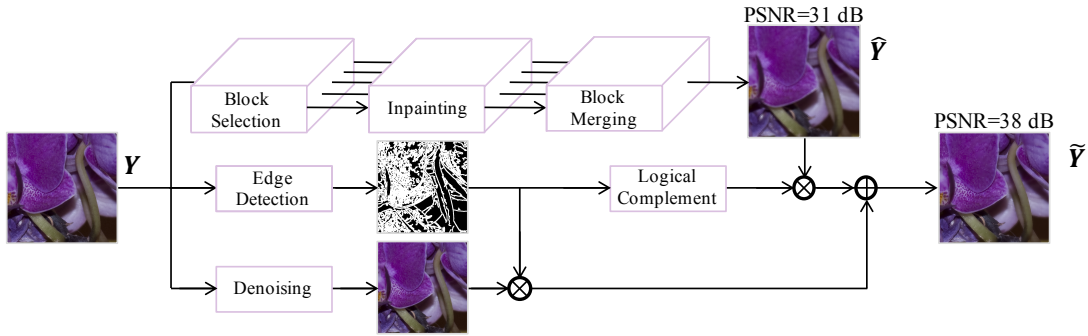 PSNR=31 dB
Ŷ
Block
Selection
Inpainting
Block
Merging
PSNR=38 dB
Ỹ
Y
Edge
Detection
Logical
Complement
Denoising